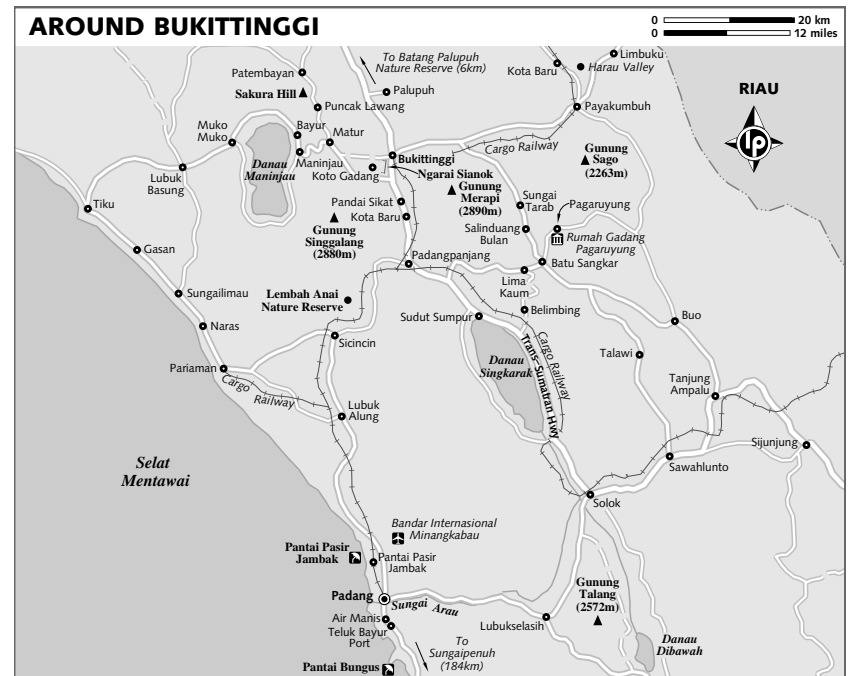 AROUND BUKITTINGGI
0 20 km
0 12 miles
To Batang Palupuh
Nature Reserve (6km)
Limbuku
Kota Baru
Harau Valley
Patembayan
Sakura Hill
Palupuh
RIAU
Puncak Lawang
Payakumbuh
Muko
Muko
Bayur
Matur
lp
Cargo Railway
Gunung
Sago
(2263m)
Danau
Maninjau
Maninjau
Bukittinggi
Koto Gadang
Ngarai Sianok
Lubuk
Basung
Gunung
Merapi
(2890m)
Sungai
Tarab
Pagaruyung
Tiku
Pandai Sikat
Kota Baru
Gunung
Singgalang
(2880m)
Salinduang
Bulan
Rumah Gadang
Pagaruyung
Gasan
Padangpanjang
Batu Sangkar
Lima
Kaum
Sungailimau
Lembah Anai
Nature Reserve
Belimbing
Sudut Sumpur
Buo
Naras
Sicincin
Trans-Sumatran Hwy
Cargo Railway
Danau
Singkarak
Talawi
Pariaman
Cargo
Railway
Tanjung
Ampalu
Lubuk
Alung
Sijunjung
Selat
Mentawai
Sawahlunto
Solok
Bandar Internasional
Minangkabau
Pantai Pasir
Jambak
Pantai Pasir
Jambak
Gunung
Talang
(2572m)
Padang
Sungai Arau
Air Manis
Teluk Bayur
Port
Lubukselasih
To
Sungaipenuh
(184km)
Danau
Dibawah
Pantai Bungus